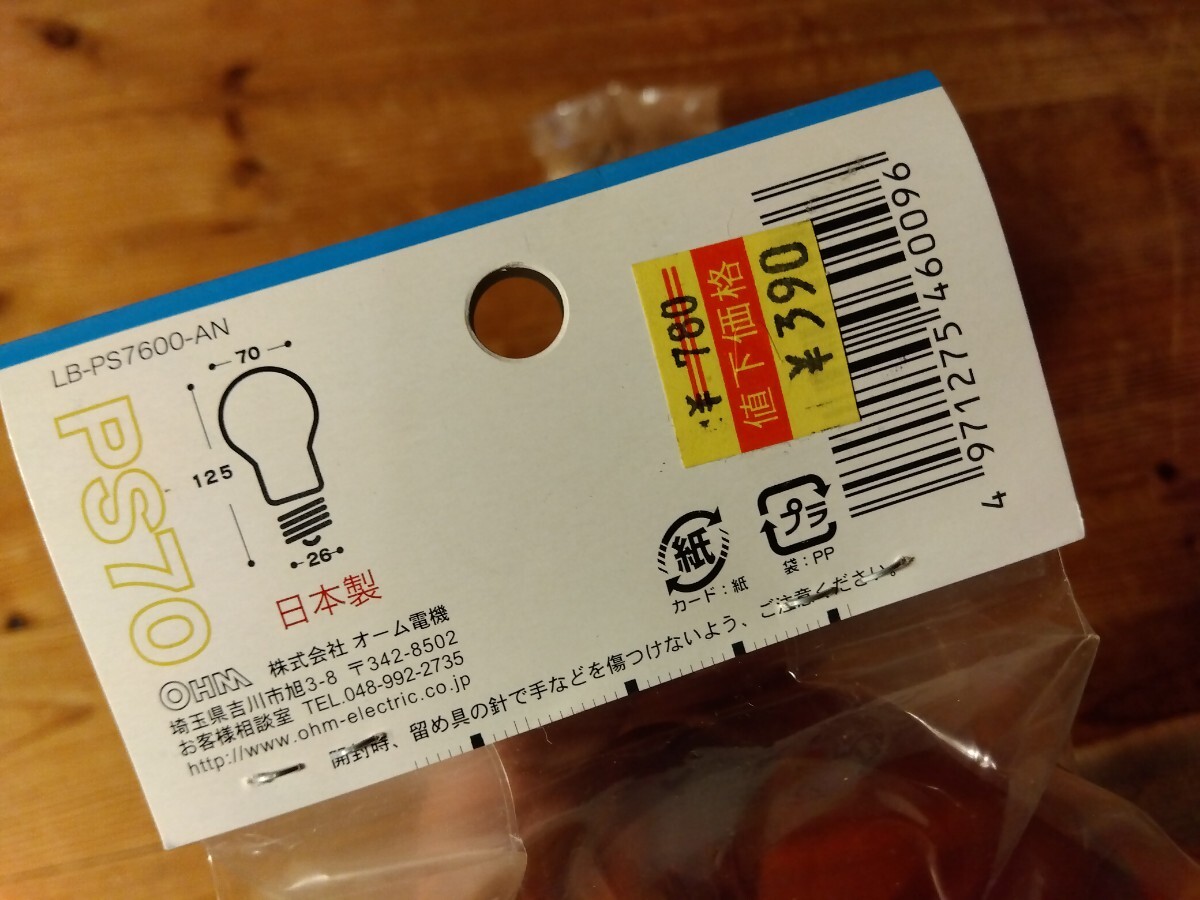 LB-PS7600-AN
PS70
70
125
26
日本製
OHM 株式会社 オーム電機
埼玉県吉川市旭3-8 〒342-8502
お客様相談室 TEL.048-992-2735
http://www.ohm-electric.co.jp
開封時、留め具の針で手などを傷つけないよう、ご注意ください。
¥780
値下価格
¥390
4 971275 460096
紙
カード：紙
プラ
袋：PP